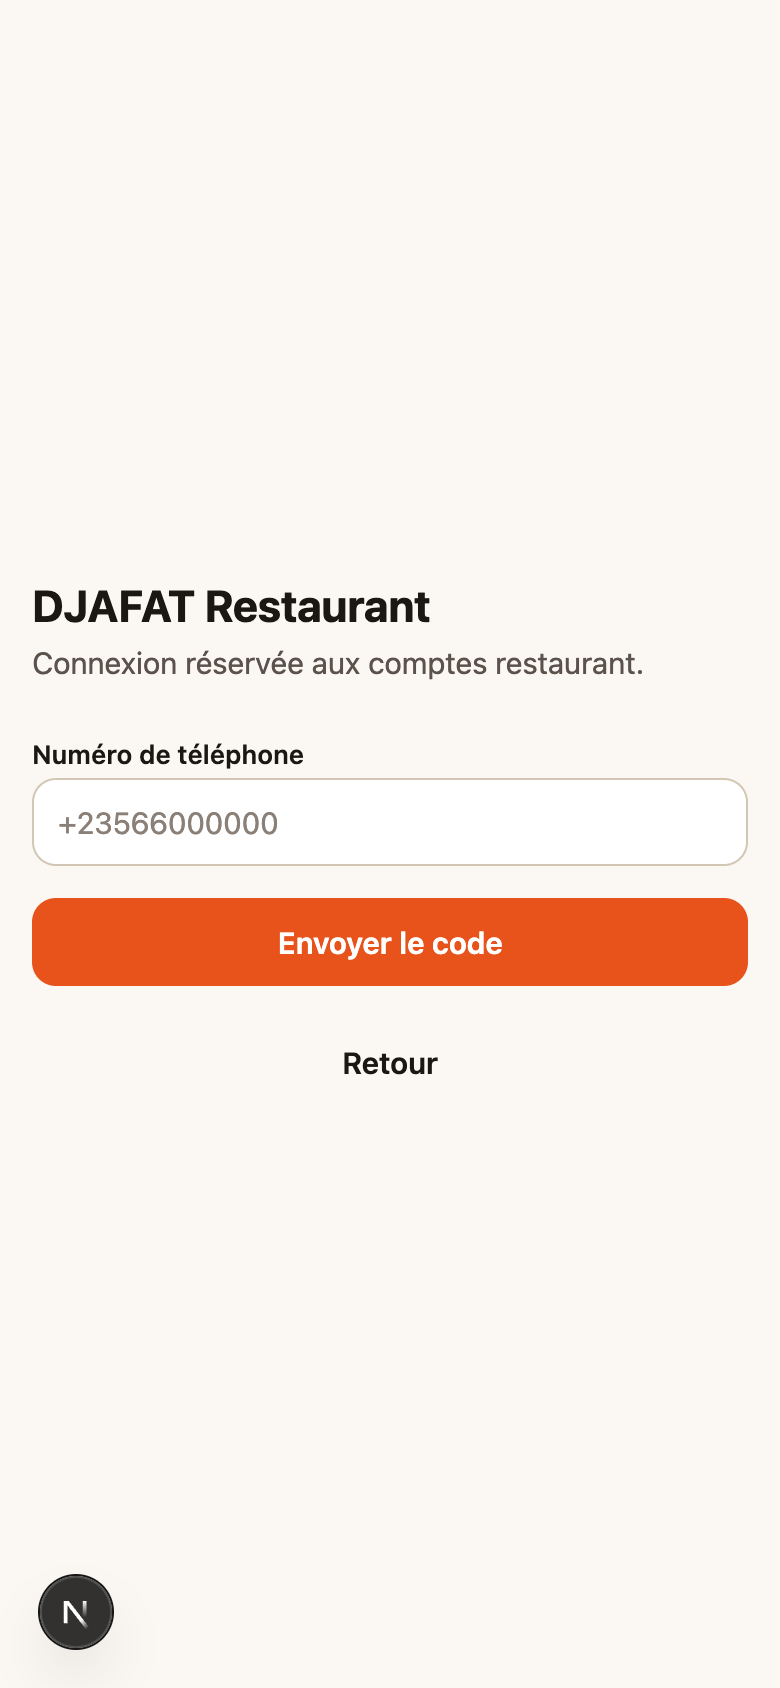 DJAFAT Restaurant
Connexion réservée aux comptes restaurant.
Numéro de téléphone
+23566000000
Envoyer le code
Retour
N